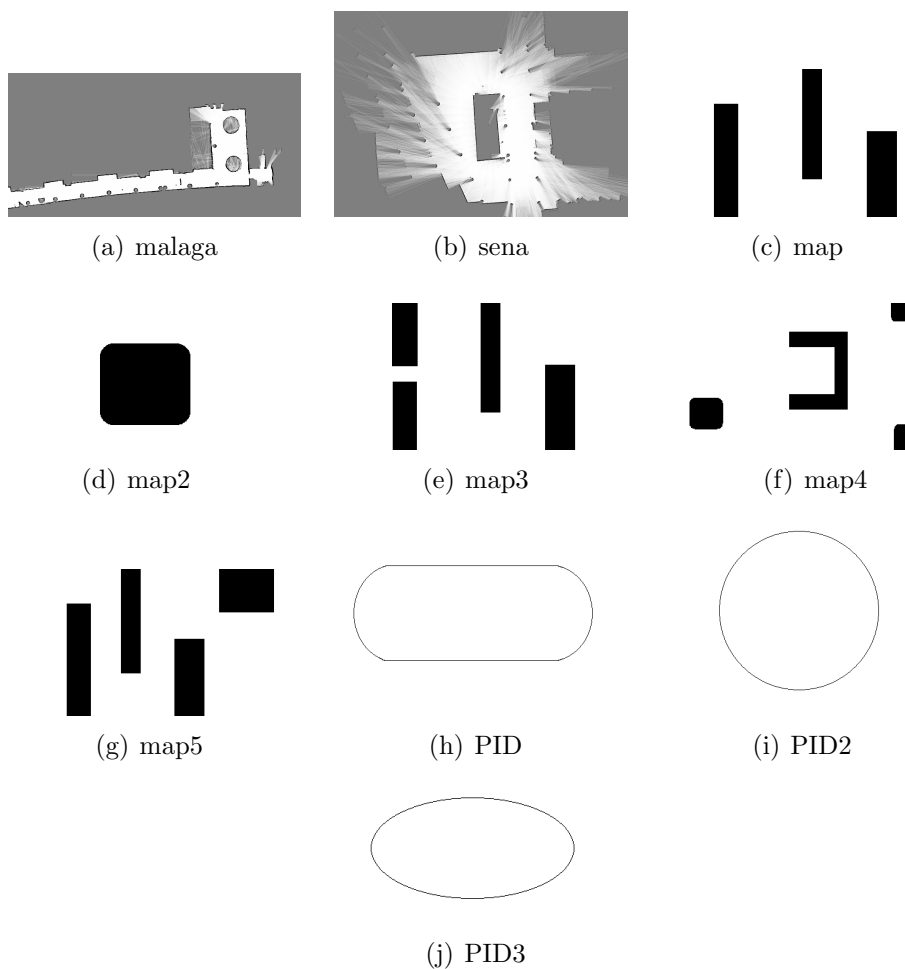 (a) malaga
(b) sena
(c) map
(d) map2
(e) map3
(f) map4
(g) map5
(h) PID
(i) PID2
(j) PID3